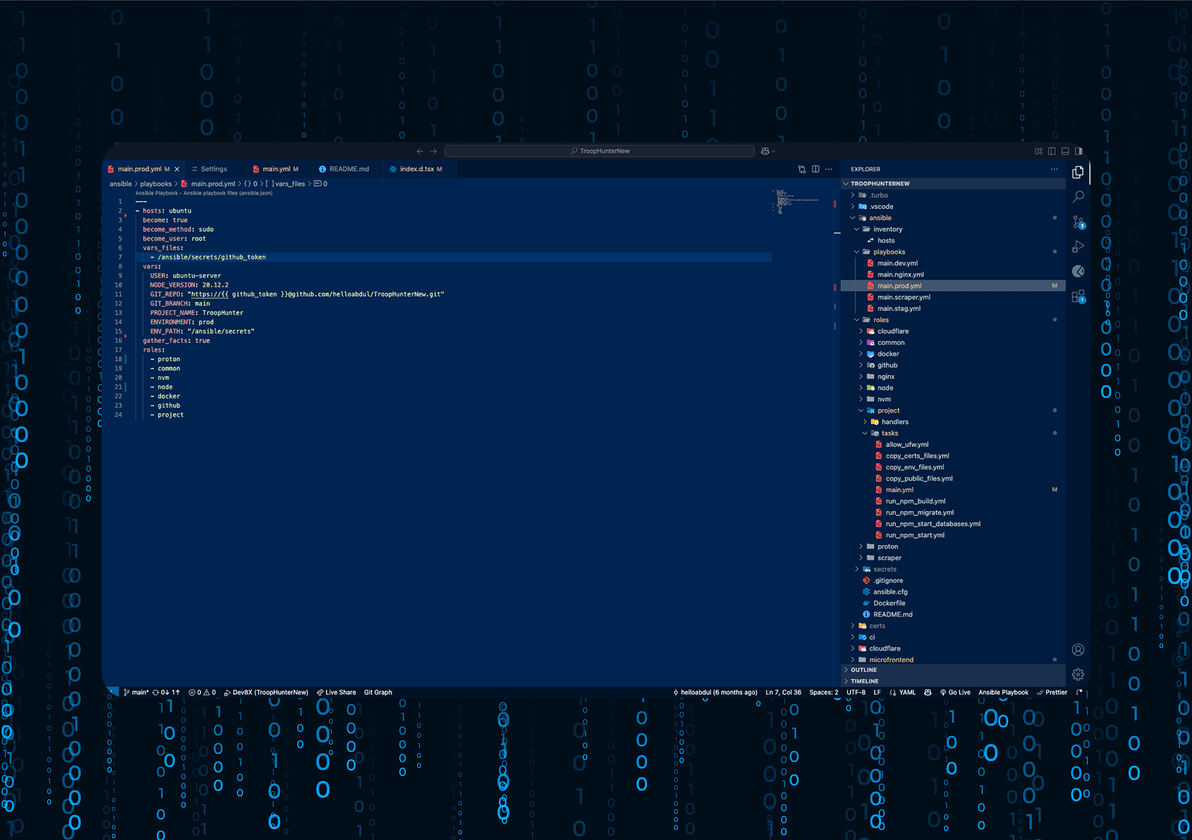 TroopHunterNew
main.prod.yml M
Settings
main.yml M
README.md
index.d.tsx M
ansible > playbooks > main.prod.yml > {} 0 > [ ] vars_files > 0
Ansible Playbook - Ansible playbook files (ansible.json)
1 ---
2 - hosts: ubuntu
3 become: true
4 become_method: sudo
5 become_user: root
6 vars_files:
7 - /ansible/secrets/github_token
8 vars:
9 USER: ubuntu-server
10 NODE_VERSION: 20.12.2
11 GIT_REPO: "https://{{ github_token }}@github.com/helloabdul/TroopHunterNew.git"
12 GIT_BRANCH: main
13 PROJECT_NAME: TroopHunter
14 ENVIRONMENT: prod
15 ENV_PATH: "/ansible/secrets"
16 gather_facts: true
17 roles:
18 - proton
19 - common
20 - nvm
21 - node
22 - docker
23 - github
24 - project
EXPLORER
TROOPHUNTERNEW
.turbo
.vscode
ansible
inventory
hosts
playbooks
main.dev.yml
main.nginx.yml
main.prod.yml M
main.scraper.yml
main.stag.yml
roles
cloudflare
common
docker
github
nginx
node
nvm
project
handlers
tasks
allow_ufw.yml
copy_certs_files.yml
copy_env_files.yml
copy_public_files.yml
main.yml M
run_npm_build.yml
run_npm_migrate.yml
run_npm_start_databases.yml
run_npm_start.yml
proton
scraper
secrets
.gitignore
ansible.cfg
Dockerfile
README.md
certs
ci
cloudflare
microfrontend
OUTLINE
TIMELINE
3
1
main* 0↓ 1↑ 0 0 Dev8X (TroopHunterNew) Live Share Git Graph helloabdul (6 months ago) Ln 7, Col 36 Spaces: 2 UTF-8 LF YAML Go Live Ansible Playbook Prettier